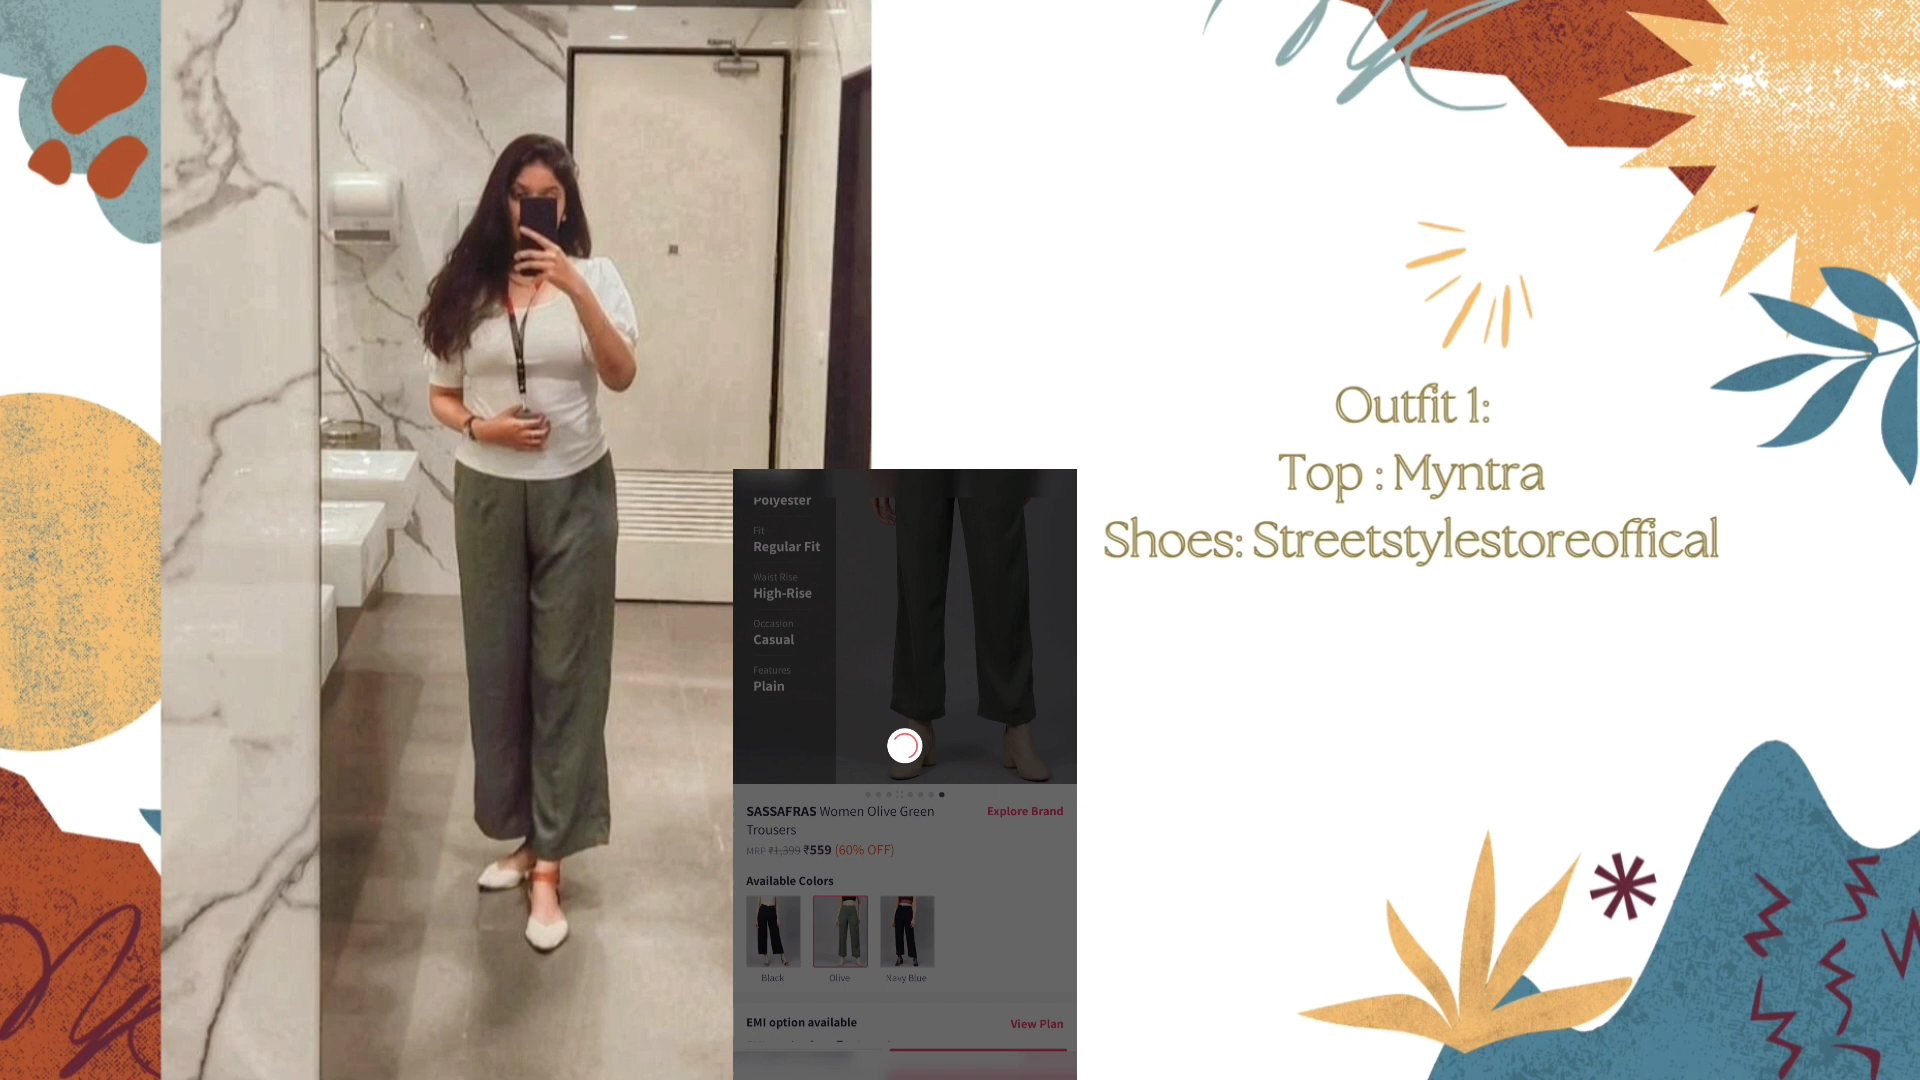 Outfit 1:
Top : Myntra
Shoes: Streetstylestoreoffical
Polyester
Fit
Regular Fit
Waist Rise
High-Rise
Occasion
Casual
Features
Plain
SASSAFRAS Women Olive Green Explore Brand
Trousers
MRP ₹1,399 ₹559 (60% OFF)
Available Colors
Black Olive Navy Blue
EMI option available View Plan